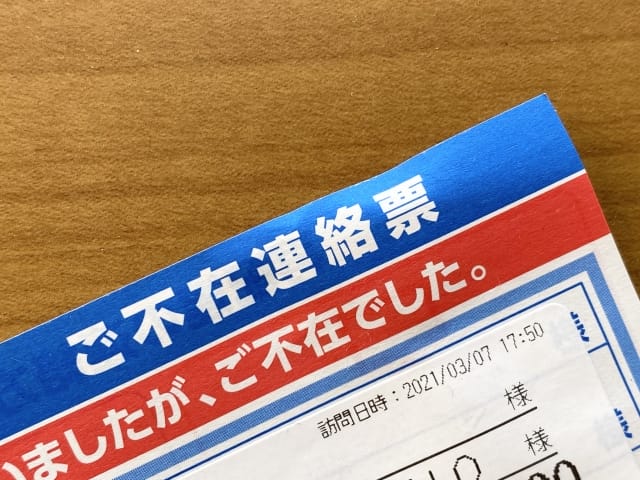 ご不在連絡票
ましたが、ご不在でした。
訪問日時：2021/03/07 17:50
様
様